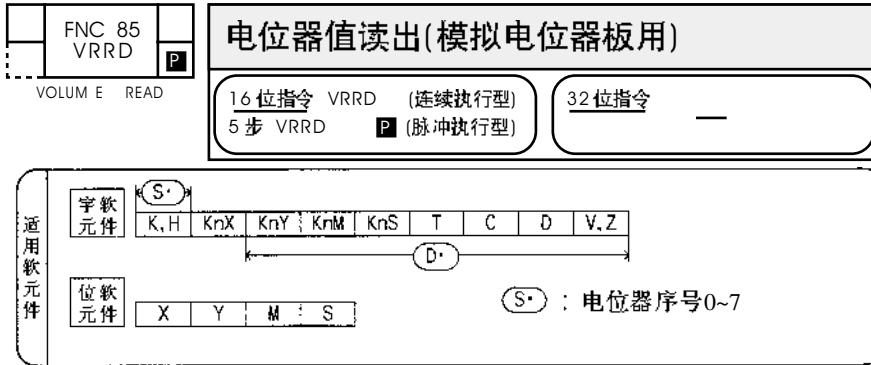 FNC 85
VRRD
P
VOLUM E READ
电位器值读出(模拟电位器板用)
16位指令 VRRD (连续执行型)
5步 VRRD P (脉冲执行型)
32位指令 —
适用软元件
字软元件
S·
K,H KnX KnY KnM KnS T C D V,Z
D·
位软元件
X Y M S
S· : 电位器序号0~7